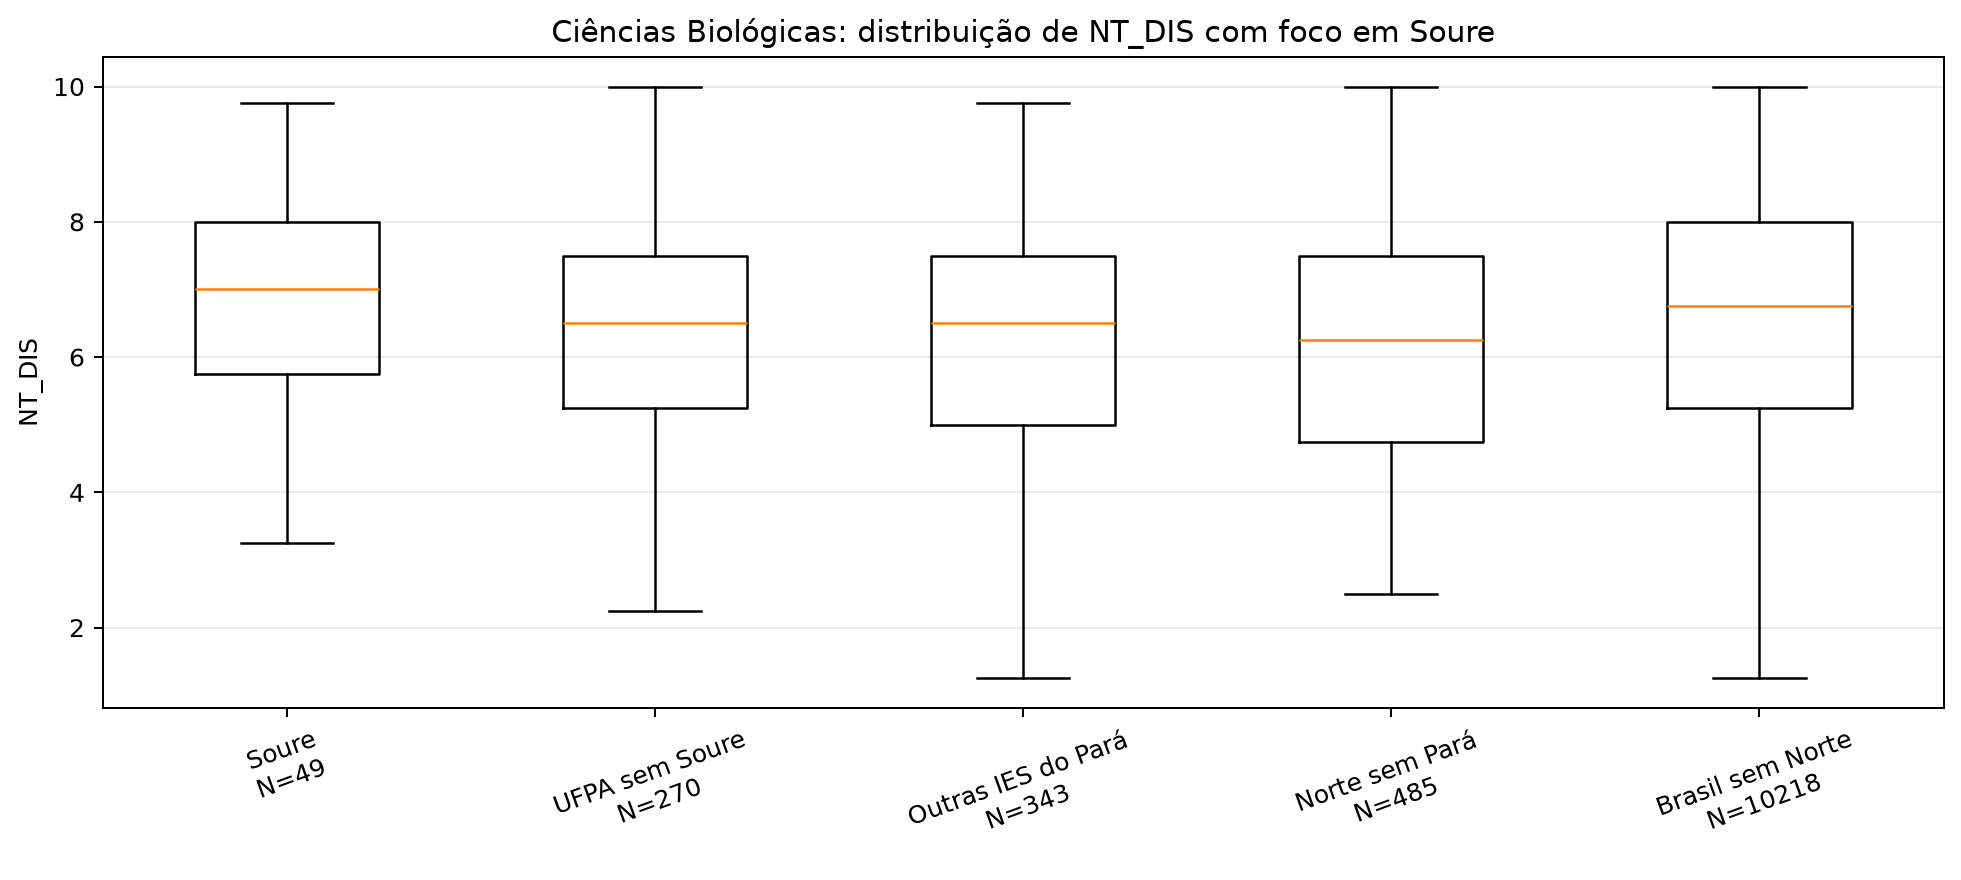 Ciências Biológicas: distribuição de NT_DIS com foco em Soure
NT_DIS
10
8
6
4
2
Soure
N=49
UFPA sem Soure
N=270
Outras IES do Pará
N=343
Norte sem Pará
N=485
Brasil sem Norte
N=10218